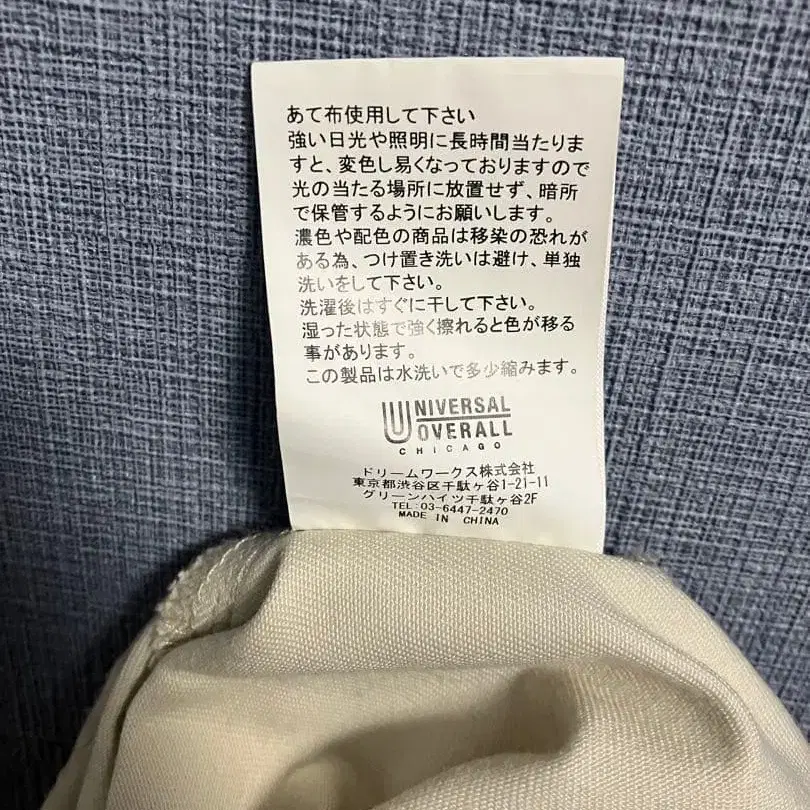 あて布使用して下さい
強い日光や照明に長時間当たりま
すと、変色し易くなっておりますので
光の当たる場所に放置せず、暗所
で保管するようにお願いします。
濃色や配色の商品は移染の恐れが
ある為、つけ置き洗いは避け、単独
洗いをして下さい。
洗濯後はすぐに干して下さい。
湿った状態で強く擦れると色が移る
事があります。
この製品は水洗いで多少縮みます。
UNIVERSAL
OVERALL
CHICAGO
ドリームワークス株式会社
東京都渋谷区千駄ヶ谷1-21-11
グリーンハイツ千駄ヶ谷2F
TEL:03-6447-2470
MADE IN CHINA